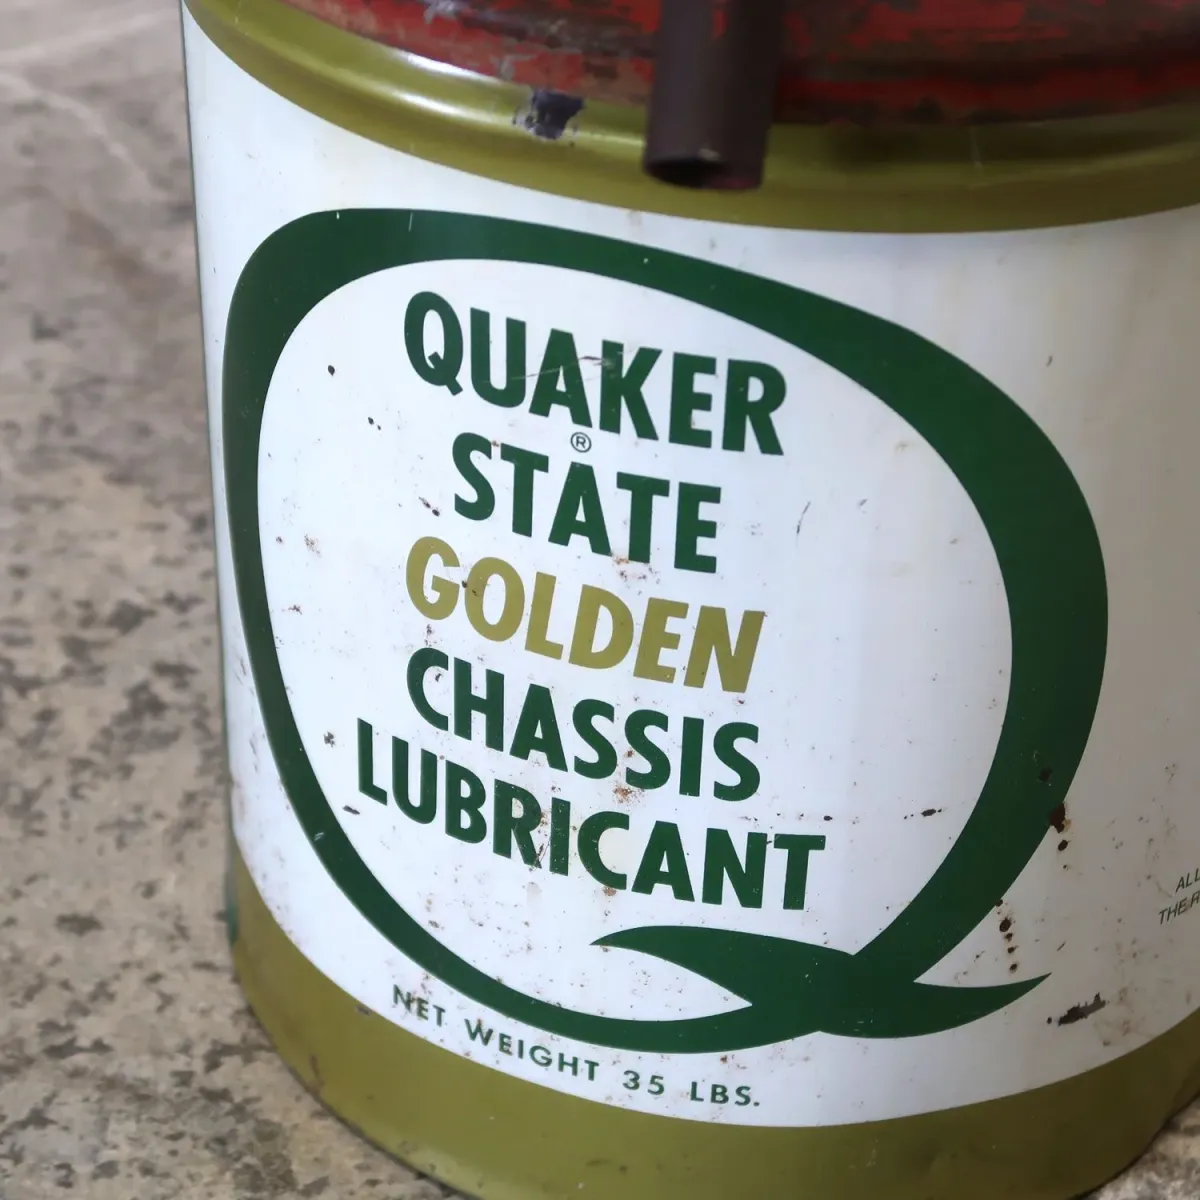 QUAKER
STATE®
GOLDEN
CHASSIS
LUBRICANT
NET WEIGHT 35 LBS.